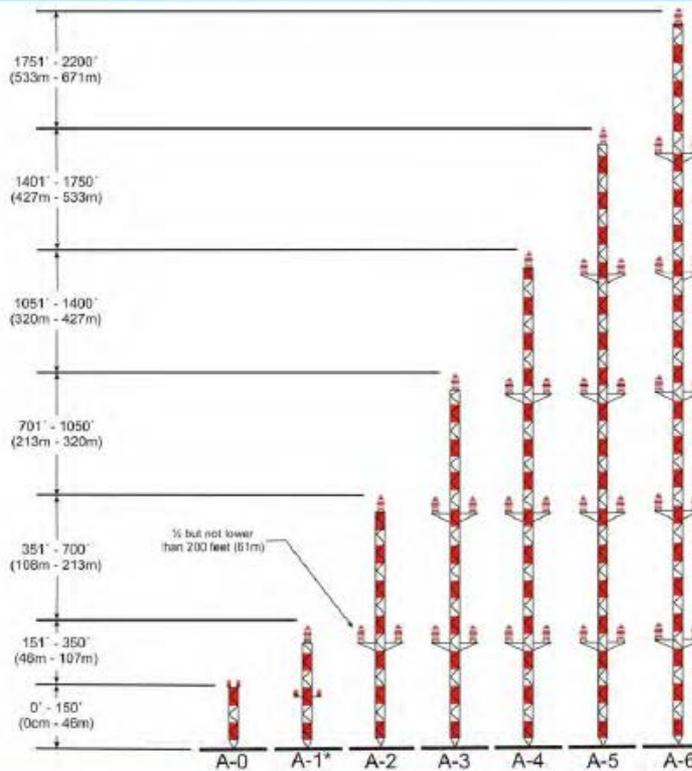 1751' - 2200'
(533m - 671m)
1401' - 1750'
(427m - 533m)
1051' - 1400'
(320m - 427m)
701' - 1050'
(213m - 320m)
351' - 700'
(108m - 213m)
½ but not lower
than 200 feet (61m)
151' - 350'
(46m - 107m)
0' - 150'
(0cm - 46m)
A-0
A-1*
A-2
A-3
A-4
A-5
A-6